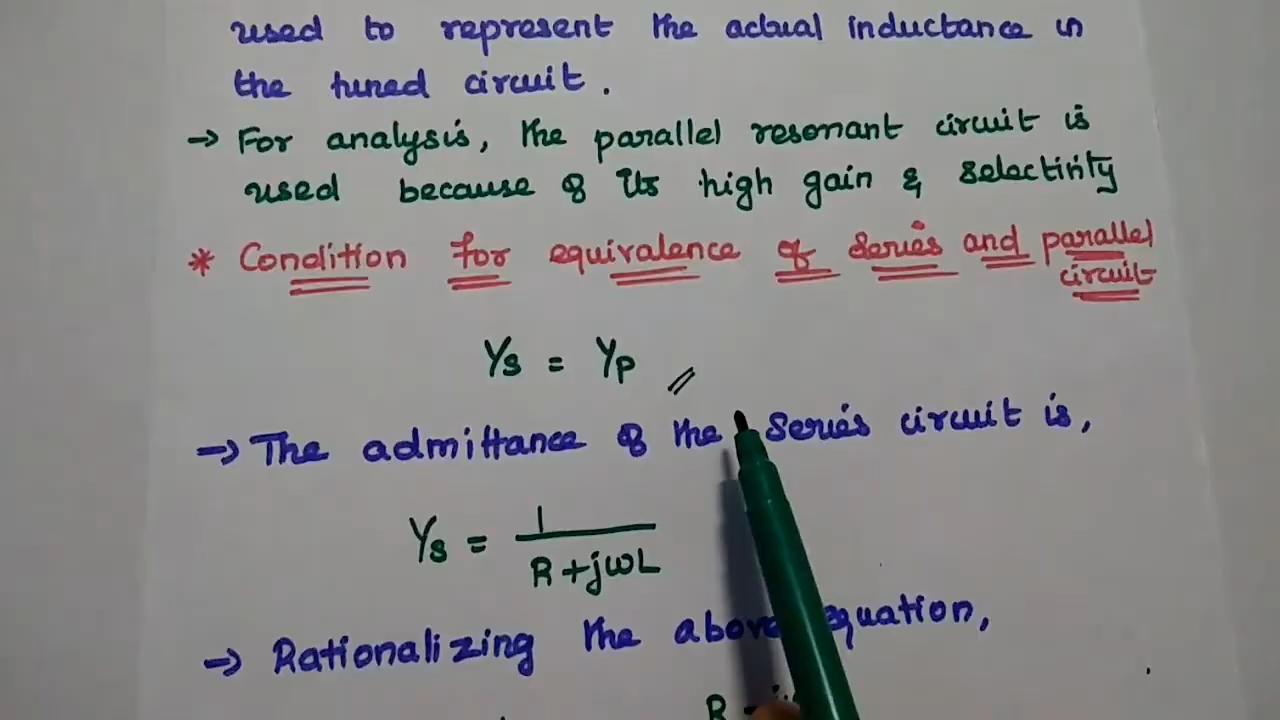 used to represent the actual inductance in
the tuned circuit.
→ For analysis, the parallel resonant circuit is
used because of its high gain & selectivity
* Condition for equivalence of series and parallel
circuit
Ys = Yp //
→ The admittance of the series circuit is,
Ys = 1 / (R + jωL)
→ Rationalizing the above equation,
R -